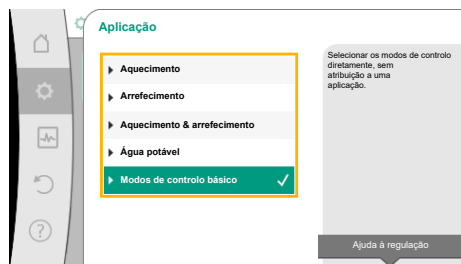 Aplicação
Aquecimento
Arrefecimento
Aquecimento & arrefecimento
Água potável
Modos de controlo básico
Selecionar os modos de controlo
diretamente, sem
atribuição a uma
aplicação.
Ajuda à regulação